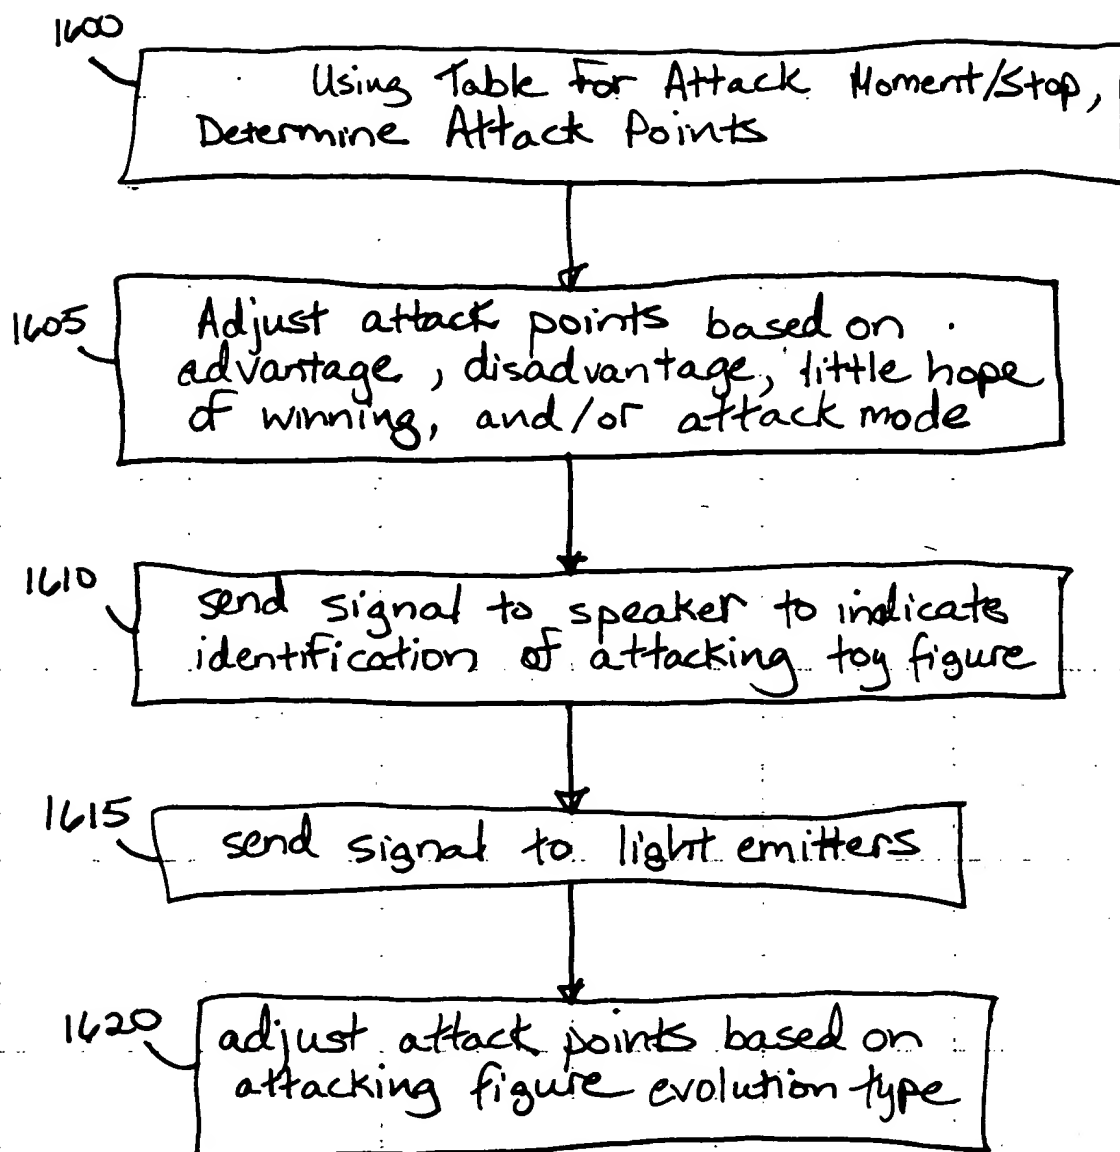 1600
Using Table For Attack Moment/Stop,
Determine Attack Points
1605
Adjust attack points based on
advantage, disadvantage, little hope
of winning, and/or attack mode
1610
send signal to speaker to indicate
identification of attacking toy figure
1615
send signal to light emitters
1620
adjust attack points based on
attacking figure evolution type